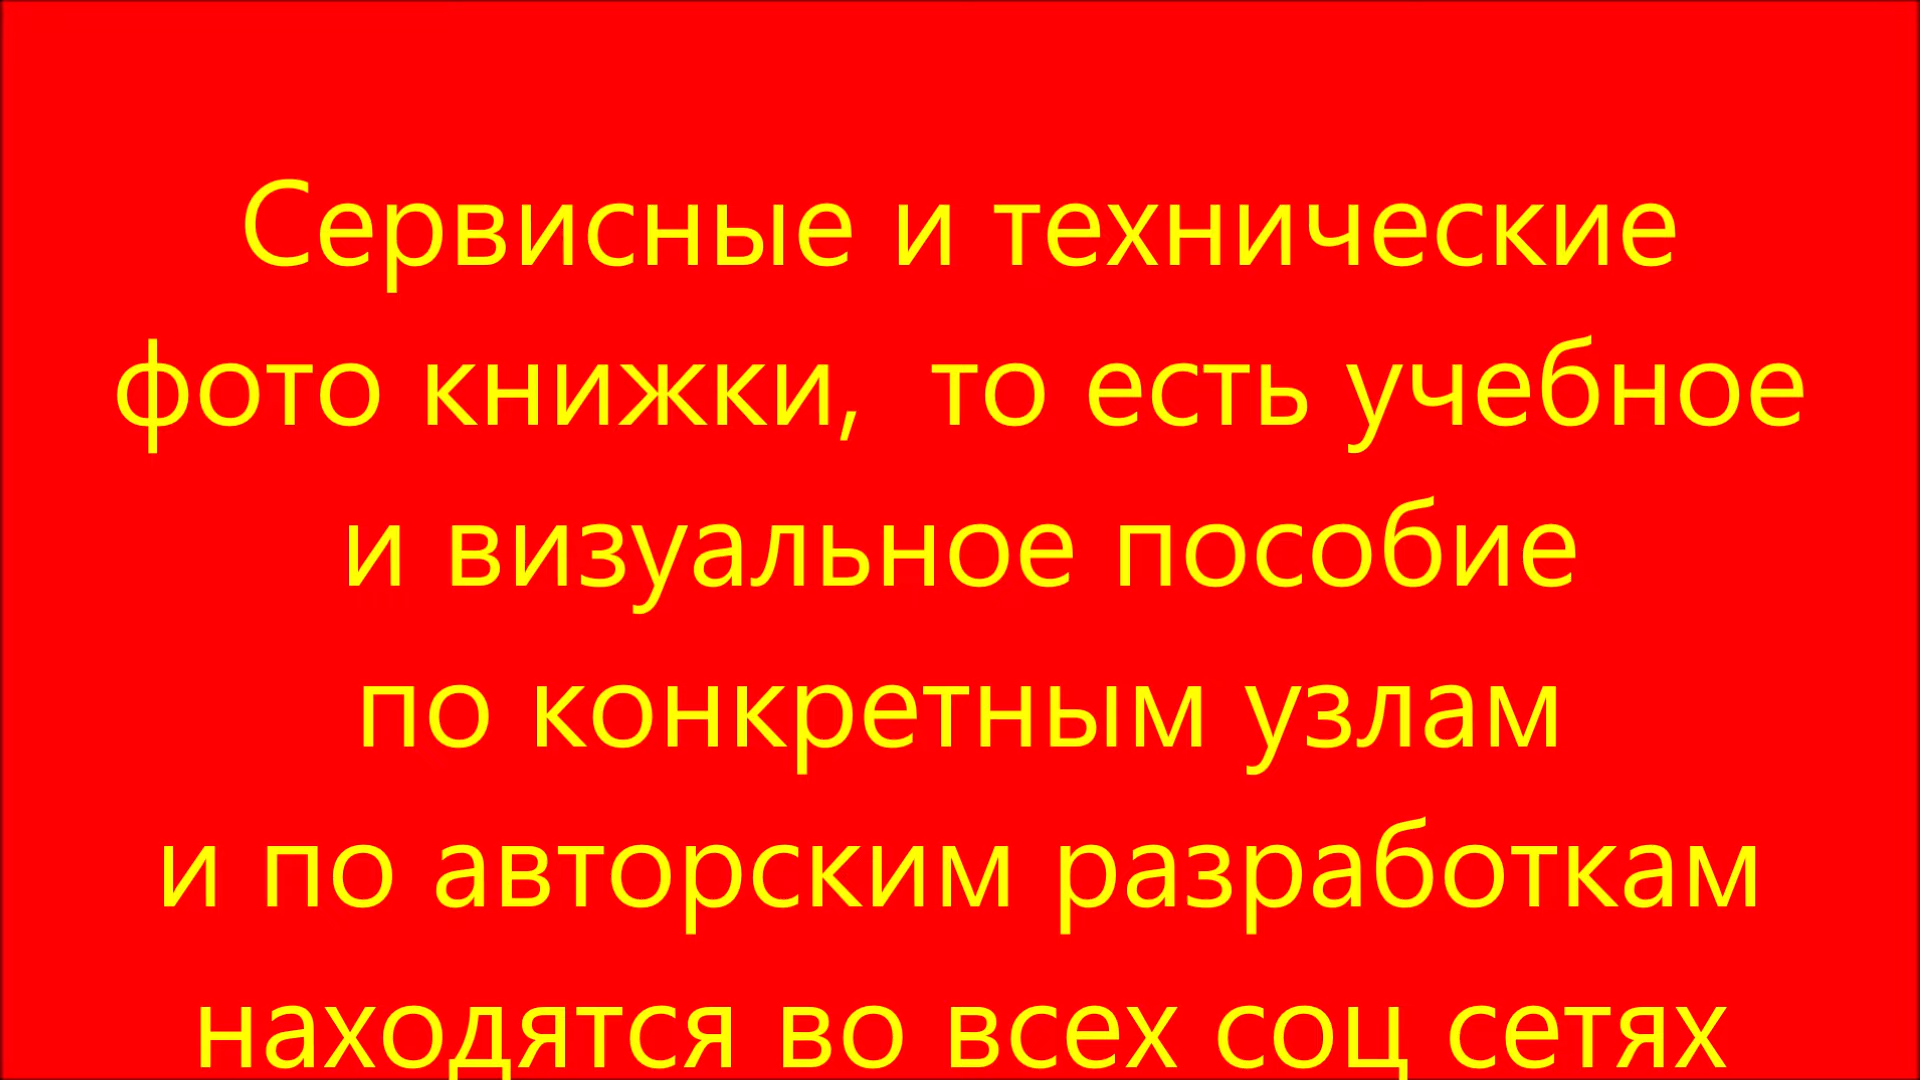 Сервисные и технические
фото книжки,  то есть учебное
и визуальное пособие
по конкретным узлам
и по авторским разработкам
находятся во всех соц сетях